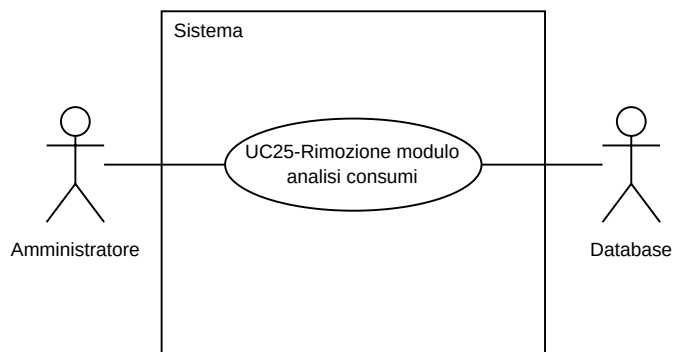 Sistema
UC25-Rimozione modulo
analisi consumi
Amministratore
Database